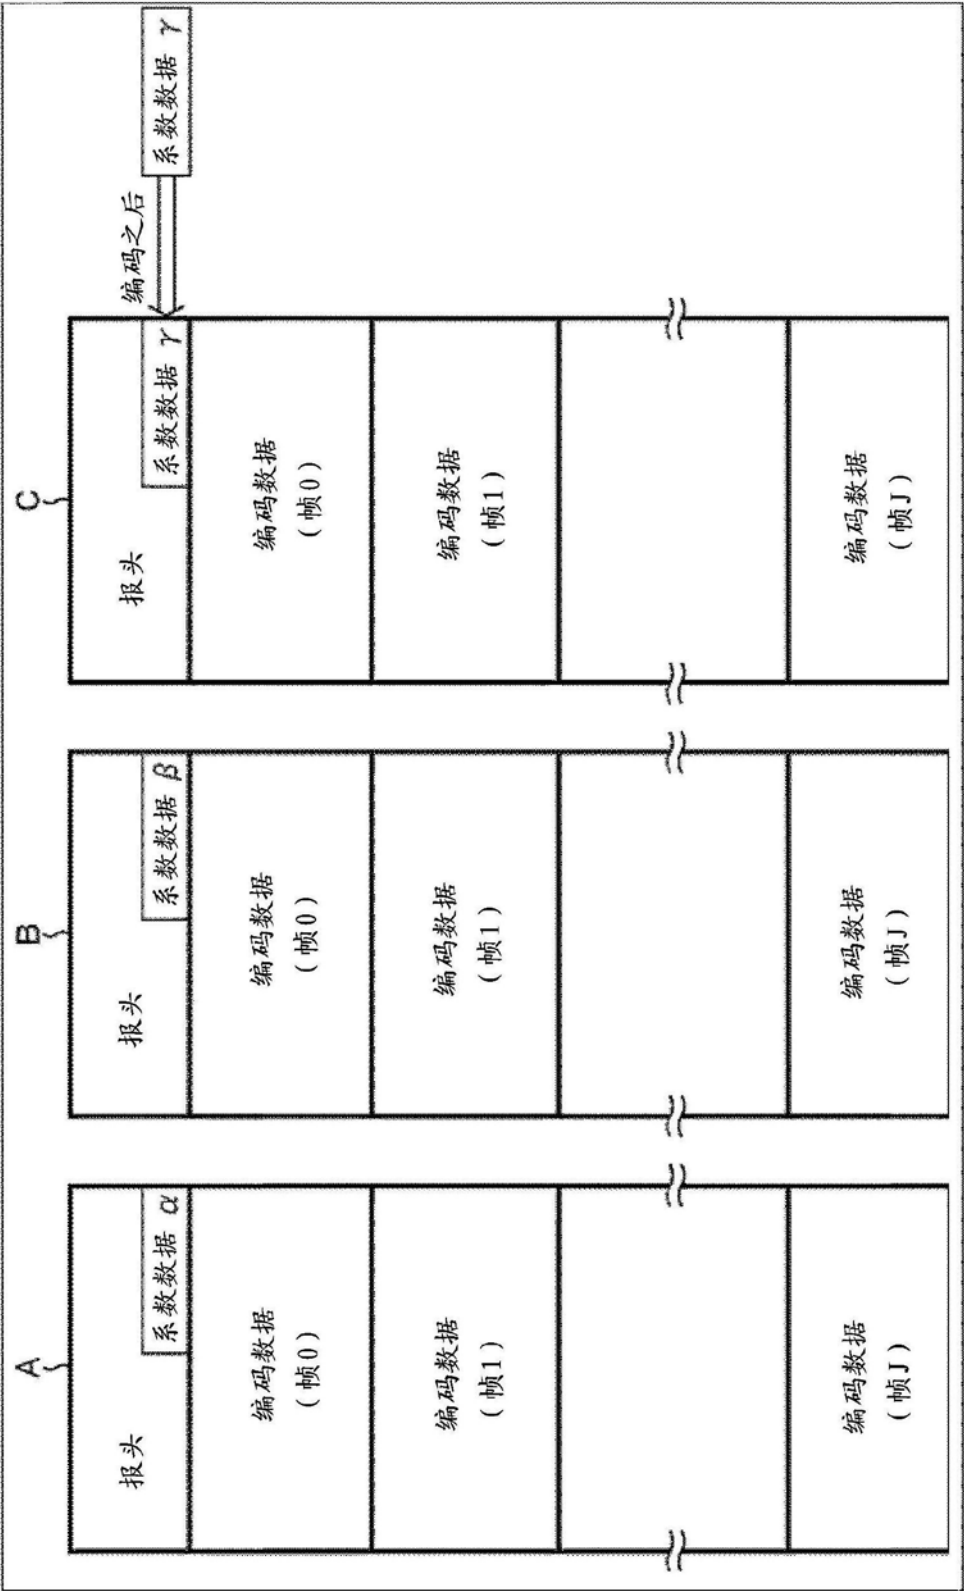 A
报头
系数数据 α
编码数据
(帧0)
编码数据
(帧1)
编码数据
(帧J)
B
报头
系数数据 β
编码数据
(帧0)
编码数据
(帧1)
编码数据
(帧J)
C
报头
系数数据 γ
编码数据
(帧0)
编码数据
(帧1)
编码数据
(帧J)
编码之后
系数数据 γ